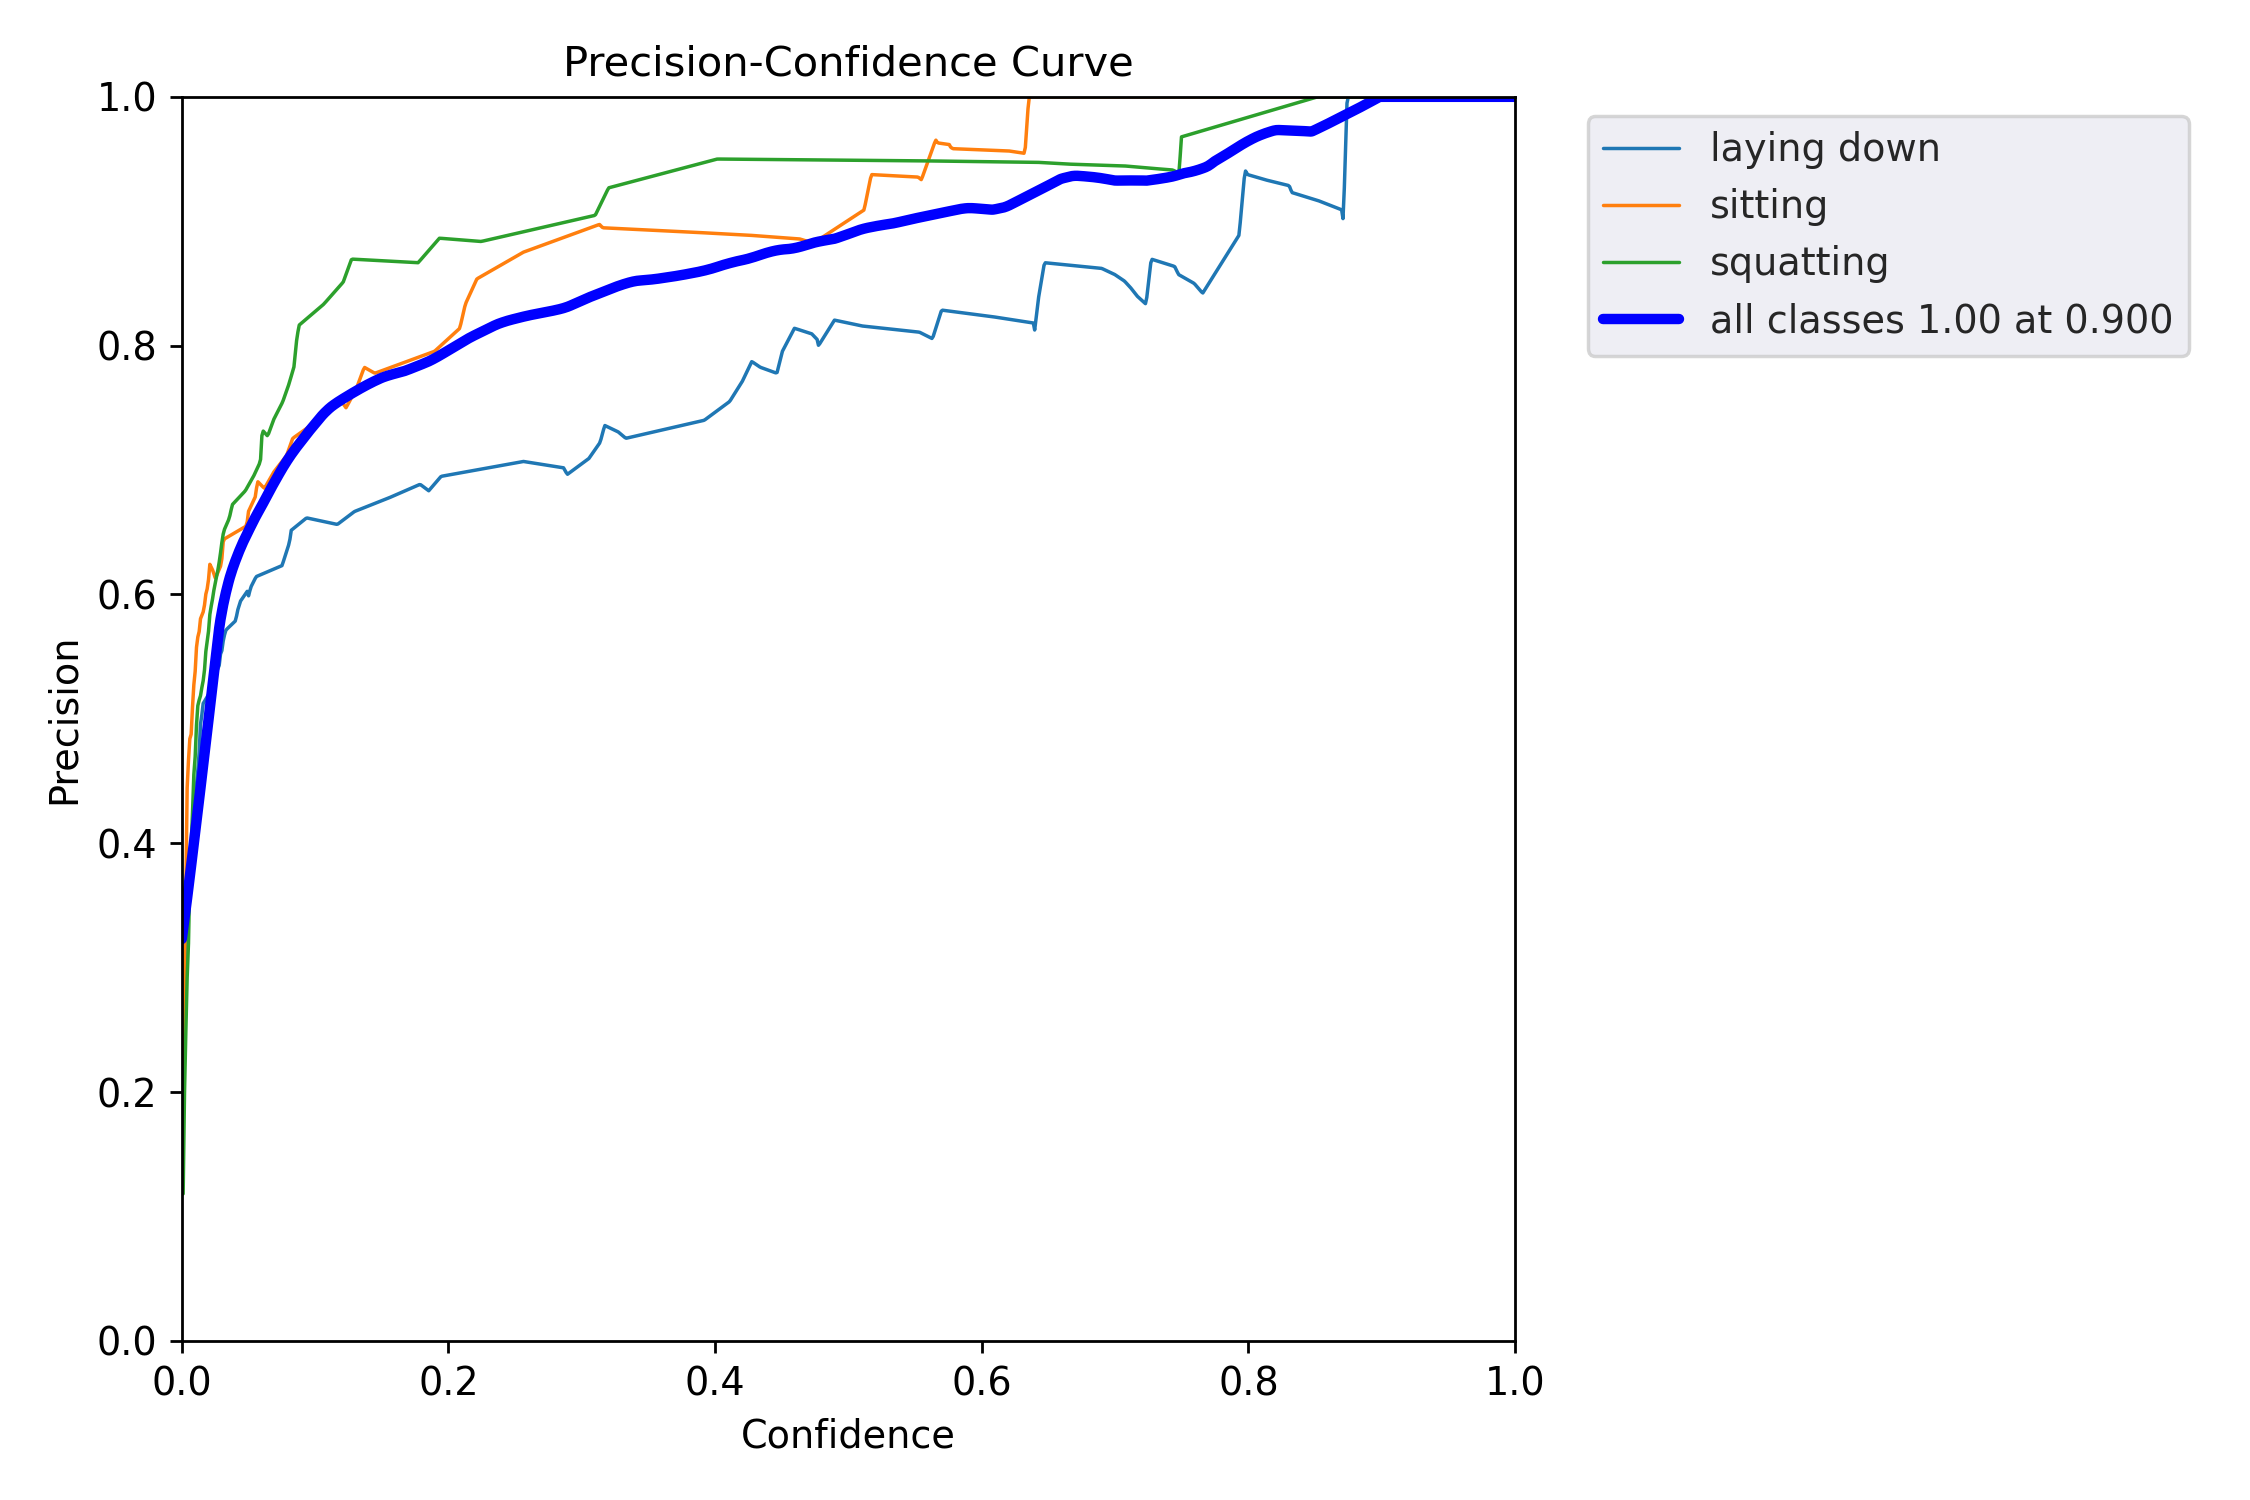 Precision-Confidence Curve
1.0
0.8
0.6
0.4
0.2
0.0
Precision
0.0 0.2 0.4 0.6 0.8 1.0
Confidence
laying down
sitting
squatting
all classes 1.00 at 0.900